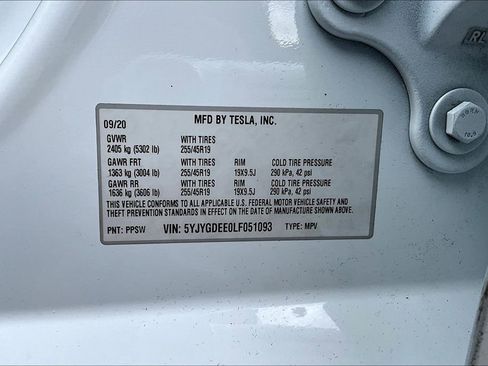 09/20 MFD BY TESLA, INC.
GVWR WITH TIRES
2405 kg (5302 lb) 255/45R19
GAWR FRT WITH TIRES RIM COLD TIRE PRESSURE
1363 kg (3004 lb) 255/45R19 19X9.5J 290 kPa, 42 psi
GAWR RR WITH TIRES RIM COLD TIRE PRESSURE
1636 kg (3606 lb) 255/45R19 19X9.5J 290 kPa, 42 psi
THIS VEHICLE CONFORMS TO ALL APPLICABLE U.S. FEDERAL MOTOR VEHICLE SAFETY AND
THEFT PREVENTION STANDARDS IN EFFECT ON THE DATE OF MANUFACTURE SHOWN ABOVE.
PNT: PPSW VIN: 5YJYGDEE0LF051093 TYPE: MPV